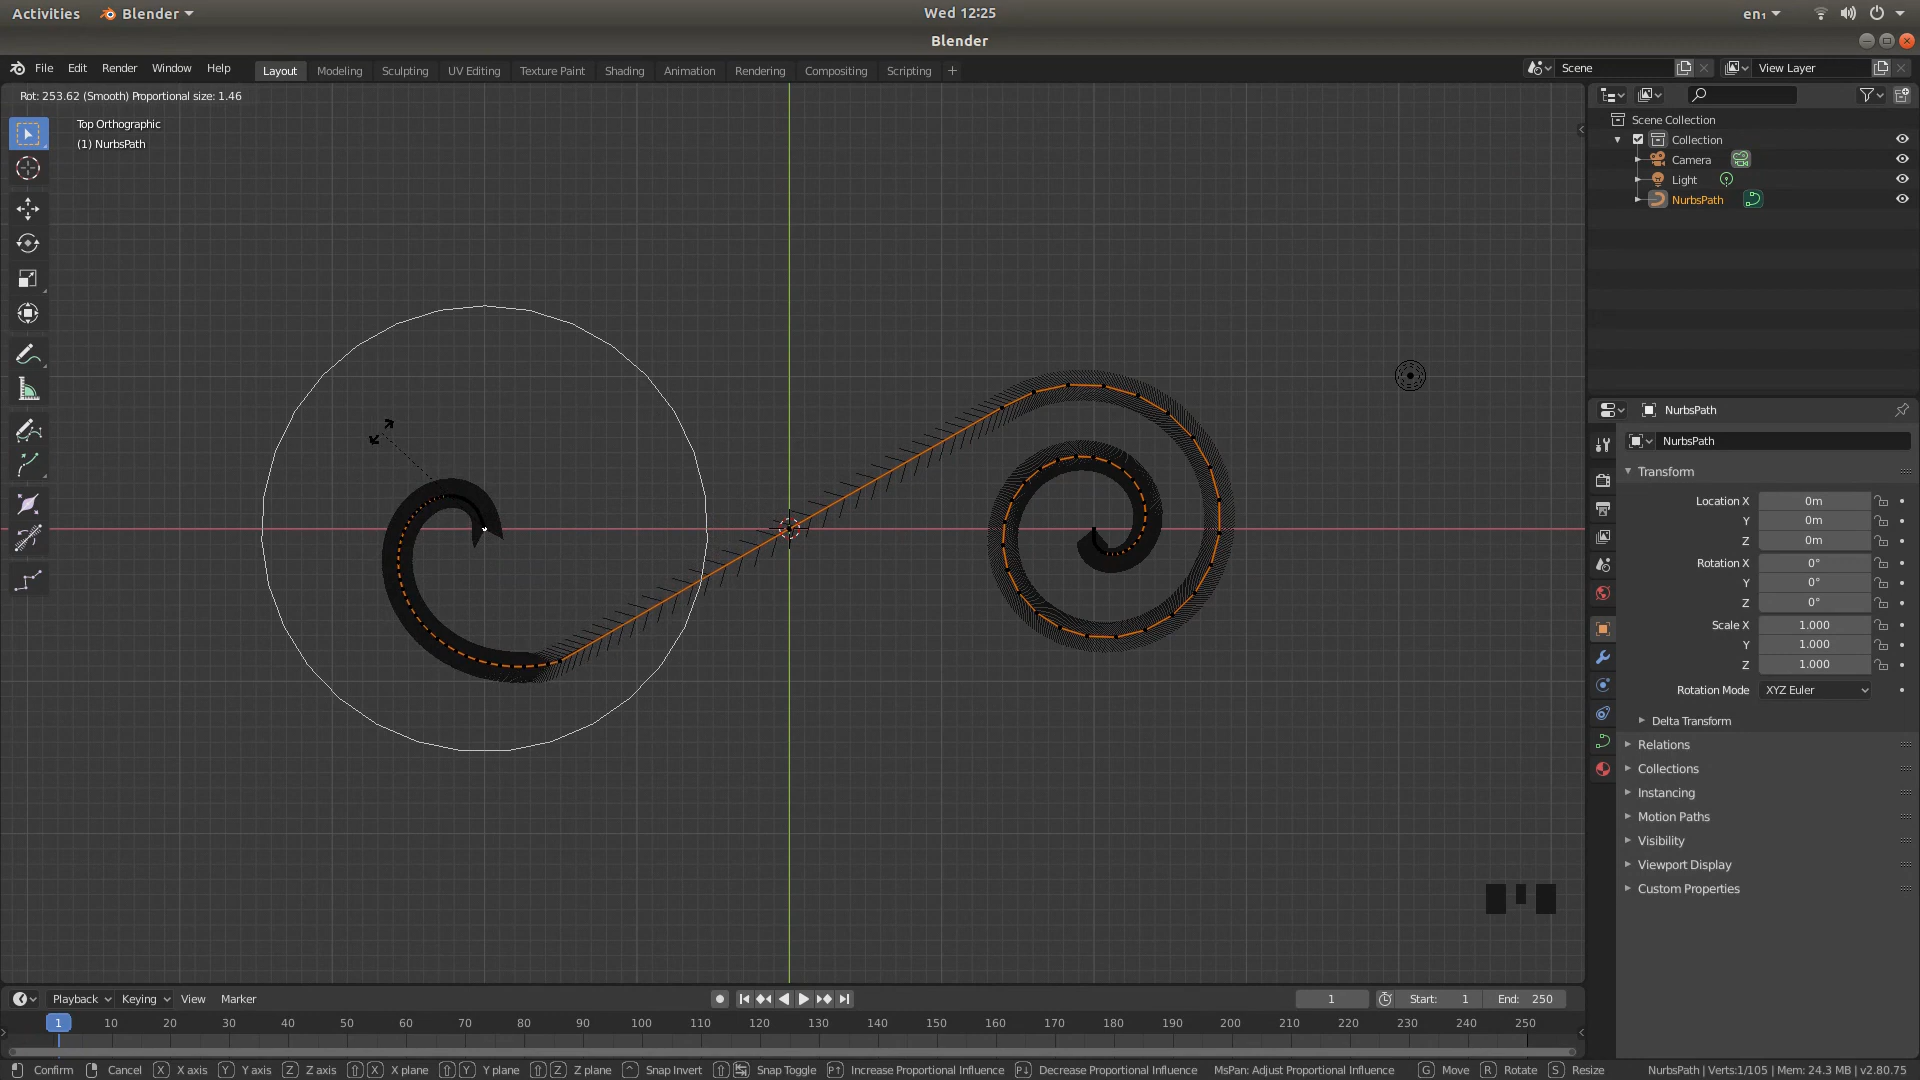 Activities Blender Wed 12:25 en₁
Blender
File Edit Render Window Help Layout Modeling Sculpting UV Editing Texture Paint Shading Animation Rendering Compositing Scripting + Scene View Layer
Rot: 253.62 (Smooth) Proportional size: 1.46
Top Orthographic
(1) NurbsPath
Scene Collection
Collection
Camera
Light
NurbsPath
NurbsPath
NurbsPath
Transform
Location X 0m
Y 0m
Z 0m
Rotation X 0°
Y 0°
Z 0°
Scale X 1.000
Y 1.000
Z 1.000
Rotation Mode XYZ Euler
Delta Transform
Relations
Collections
Instancing
Motion Paths
Visibility
Viewport Display
Custom Properties
Playback Keying View Marker 1 Start: 1 End: 250
1 10 20 30 40 50 60 70 80 90 100 110 120 130 140 150 160 170 180 190 200 210 220 230 240 250
Confirm Cancel X X axis Y Y axis Z Z axis X X plane Y Y plane Z Z plane ^ Snap Invert Snap Toggle P↑ Increase Proportional Influence P↓ Decrease Proportional Influence MsPan: Adjust Proportional Influence G Move R Rotate S Resize NurbsPath | Verts:1/105 | Mem: 24.3 MB | v2.80.75